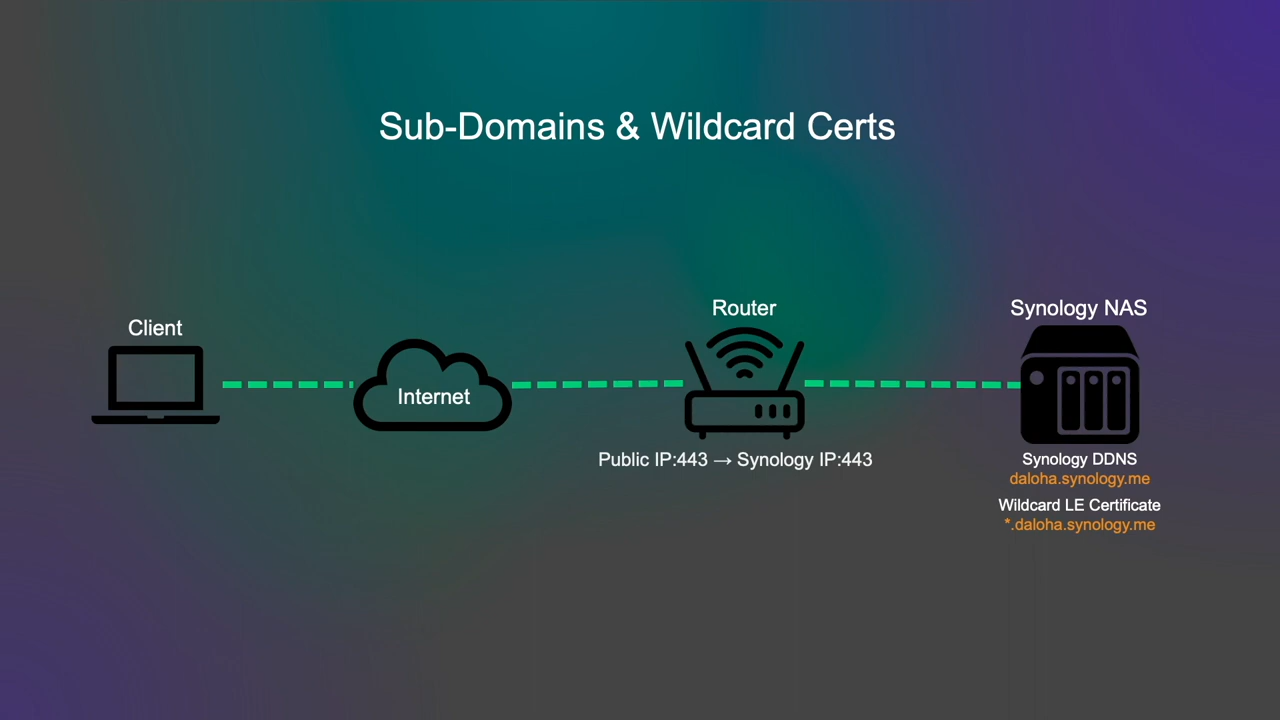 Sub-Domains & Wildcard Certs
Client
Internet
Router
Public IP:443 → Synology IP:443
Synology NAS
Synology DDNS
daloha.synology.me
Wildcard LE Certificate
*.daloha.synology.me